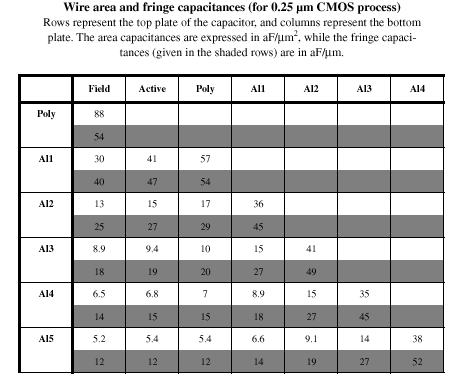 Wire area and fringe capacitances (for 0.25 µm CMOS process)
Rows represent the top plate of the capacitor, and columns represent the bottom
plate. The area capacitances are expressed in aF/µm², while the fringe capaci-
tances (given in the shaded rows) are in aF/µm.
Field Active Poly Al1 Al2 Al3 Al4
Poly 88
54
Al1 30 41 57
40 47 54
Al2 13 15 17 36
25 27 29 45
Al3 8.9 9.4 10 15 41
18 19 20 27 49
Al4 6.5 6.8 7 8.9 15 35
14 15 15 18 27 45
Al5 5.2 5.4 5.4 6.6 9.1 14 38
12 12 12 14 19 27 52